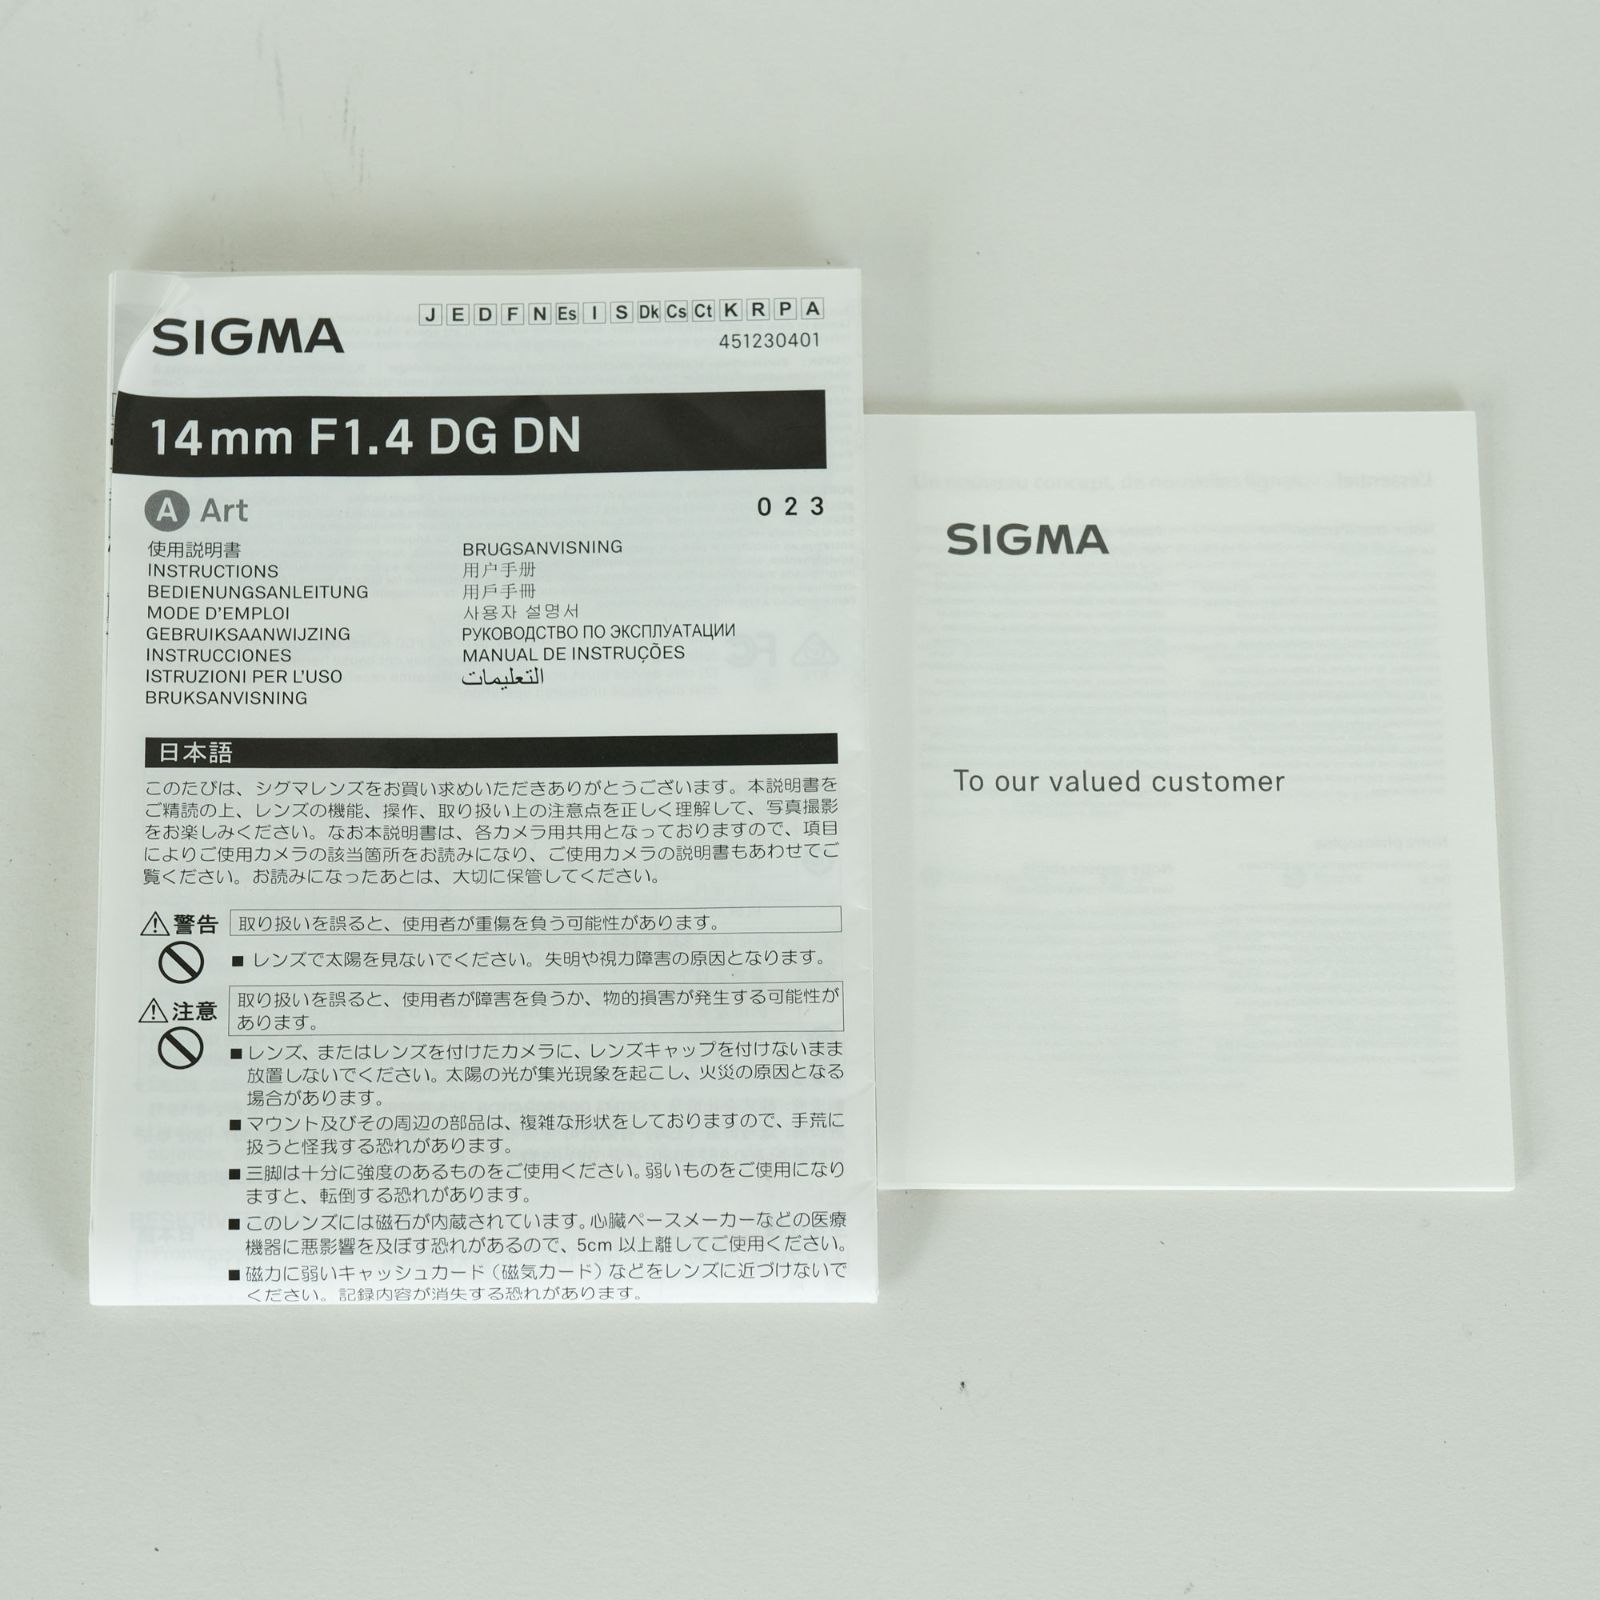 SIGMA
J E D F N Es I S Dk Cs Ct K R P A
451230401
14mm F1.4 DG DN
A Art
023
使用説明書
INSTRUCTIONS
BEDIENUNGSANLEITUNG
MODE D'EMPLOI
GEBRUIKSAANWIJZING
INSTRUCCIONES
ISTRUZIONI PER L'USO
BRUKSANVISNING
BRUGSANVISNING
用户手册
用戶手冊
사용자 설명서
РУКОВОДСТВО ПО ЭКСПЛУАТАЦИИ
MANUAL DE INSTRUÇÕES
التعليمات
日本語
このたびは、シグマレンズをお買い求めいただきありがとうございます。本説明書を
ご精読の上、レンズの機能、操作、取り扱い上の注意点を正しく理解して、写真撮影
をお楽しみください。なお本説明書は、各カメラ用共用となっておりますので、項目
によりご使用カメラの該当箇所をお読みになり、ご使用カメラの説明書もあわせてご
覧ください。お読みになったあとは、大切に保管してください。
⚠警告
取り扱いを誤ると、使用者が重傷を負う可能性があります。
■ レンズで太陽を見ないでください。失明や視力障害の原因となります。
⚠注意
取り扱いを誤ると、使用者が障害を負うか、物的損害が発生する可能性が
あります。
■レンズ、またはレンズを付けたカメラに、レンズキャップを付けないまま
放置しないでください。太陽の光が集光現象を起こし、火災の原因となる
場合があります。
■マウント及びその周辺の部品は、複雑な形状をしておりますので、手荒に
扱うと怪我する恐れがあります。
■三脚は十分に強度のあるものをご使用ください。弱いものをご使用になり
ますと、転倒する恐れがあります。
■このレンズには磁石が内蔵されています。心臓ペースメーカーなどの医療
機器に悪影響を及ぼす恐れがあるので、5cm 以上離してご使用ください。
■磁力に弱いキャッシュカード（磁気カード）などをレンズに近づけないで
ください。記録内容が消失する恐れがあります。
SIGMA
To our valued customer